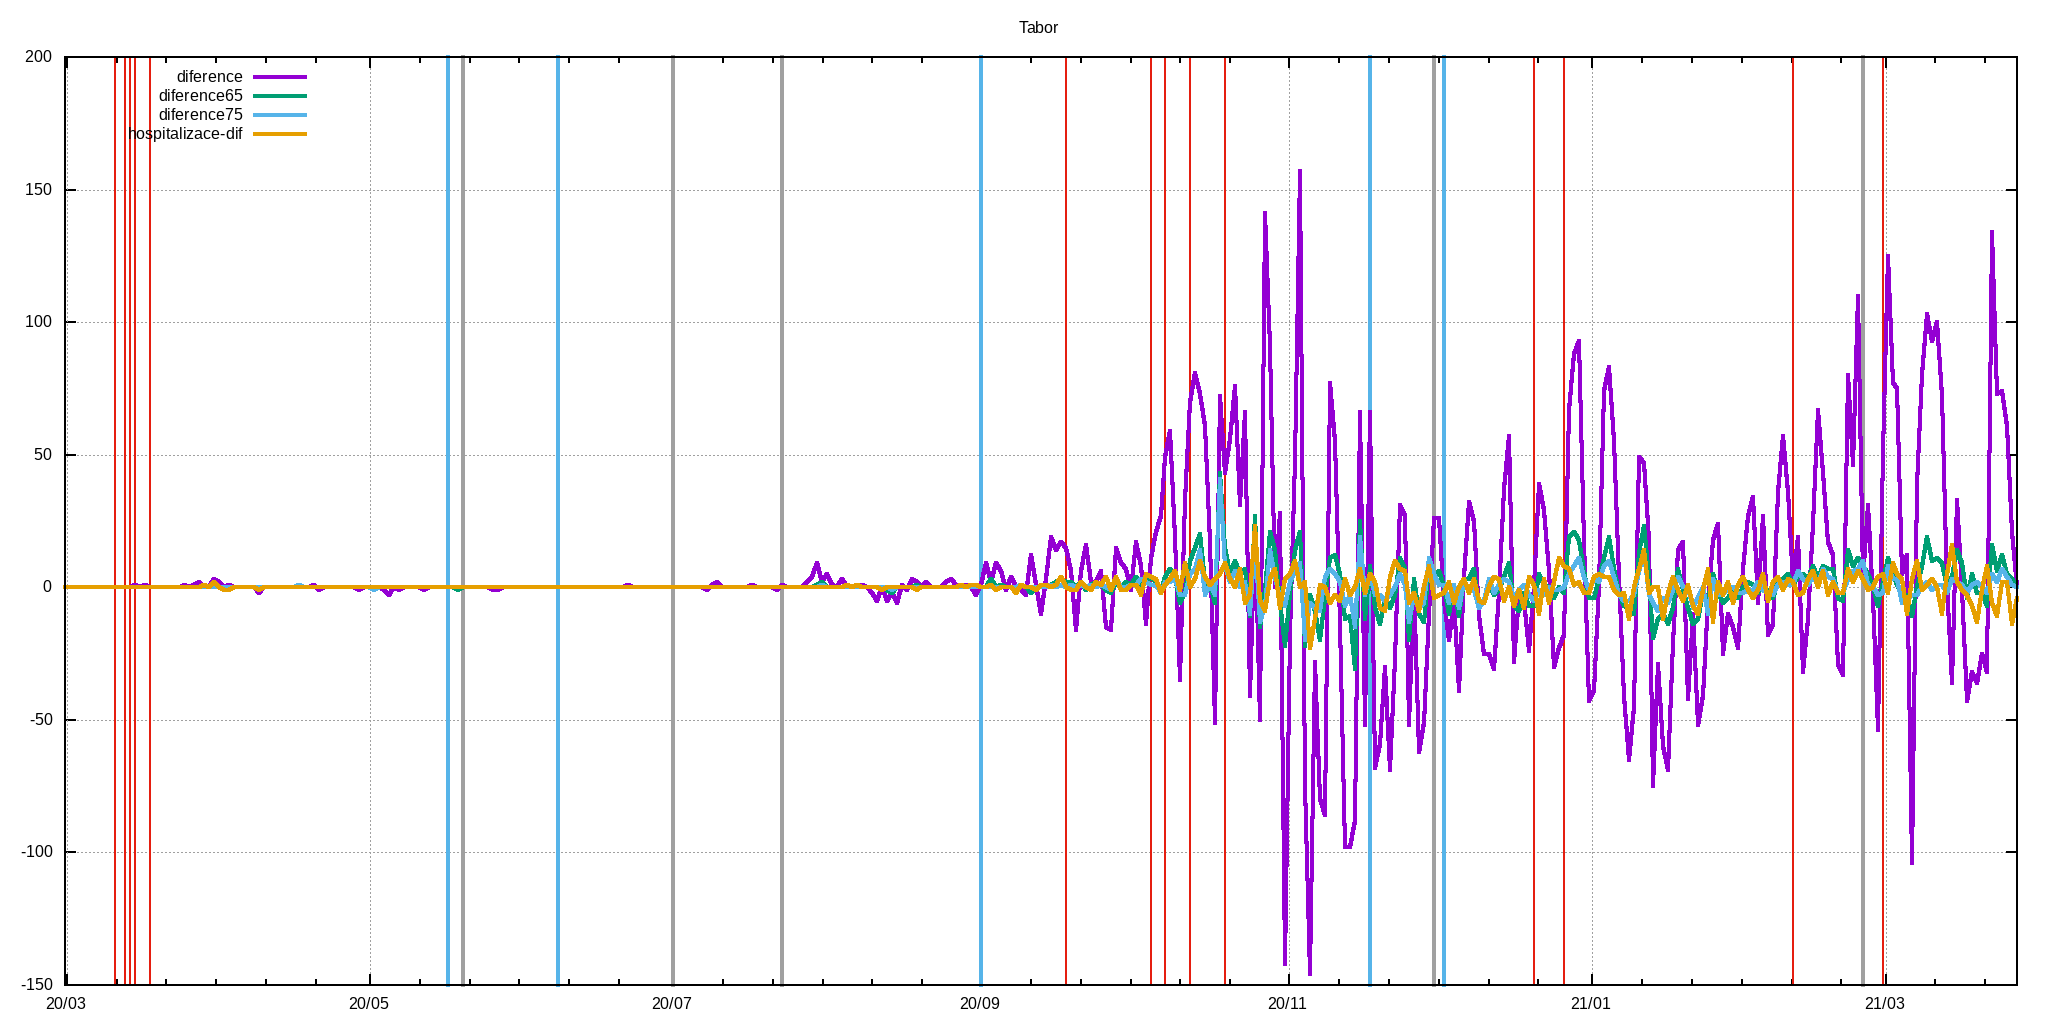 Tabor
200
diference
diference65
diference75
hospitalizace-dif
150
100
50
0
-50
-100
-150
20/03 20/05 20/07 20/09 20/11 21/01 21/03